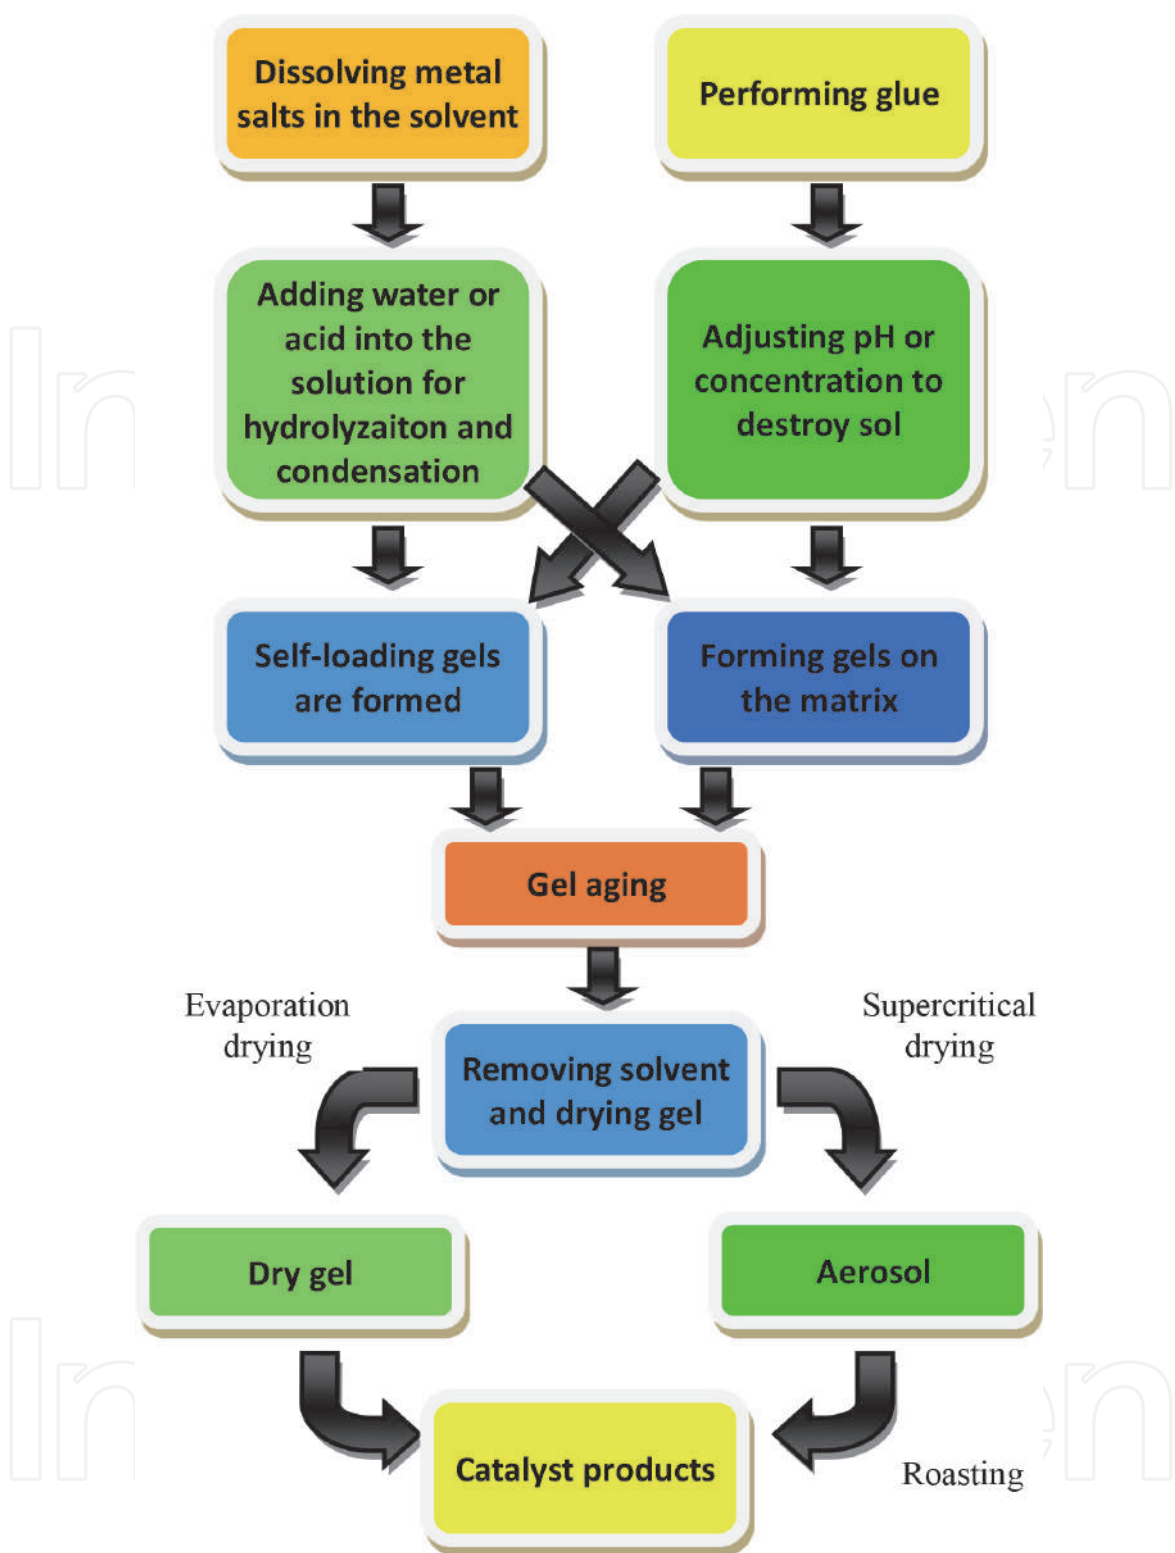 Dissolving metal
salts in the solvent
Performing glue
Adding water or
acid into the
solution for
hydrolyzaiton and
condensation
Adjusting pH or
concentration to
destroy sol
Self-loading gels
are formed
Forming gels on
the matrix
Gel aging
Evaporation
drying
Supercritical
drying
Removing solvent
and drying gel
Dry gel
Aerosol
Catalyst products
Roasting